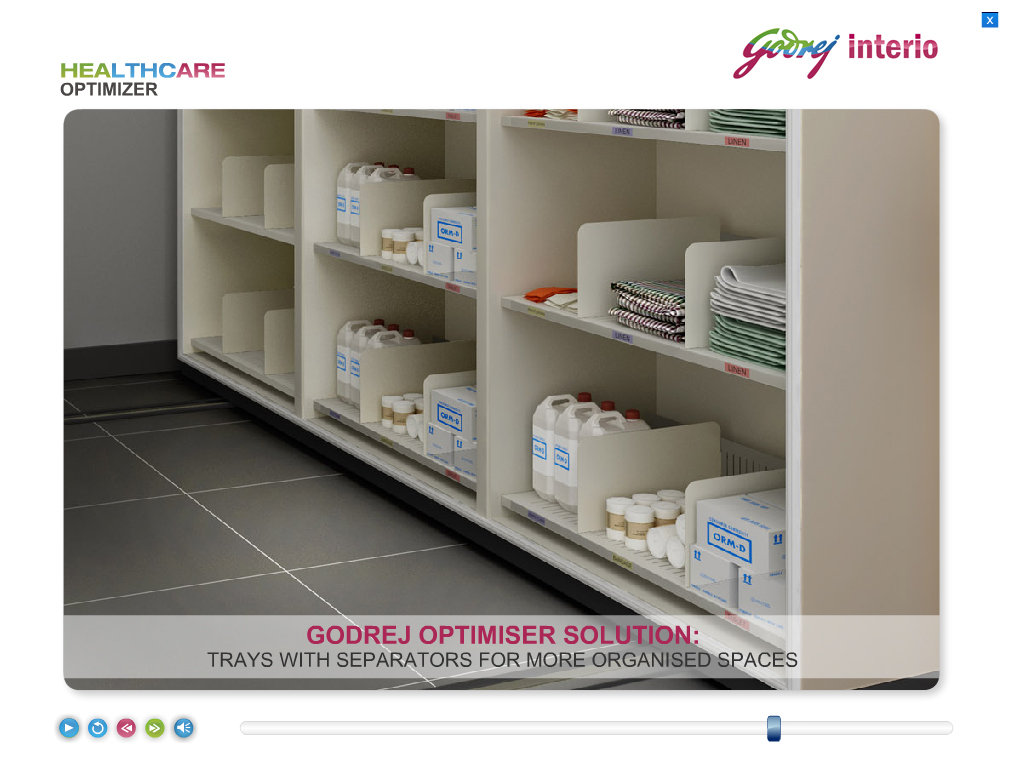 X
Godrej interio
HEALTHCARE
OPTIMIZER
LINEN
LINEN
ORM-D
LINEN
LINEN
ORM-D
ORM-D
GODREJ OPTIMISER SOLUTION:
TRAYS WITH SEPARATORS FOR MORE ORGANISED SPACES